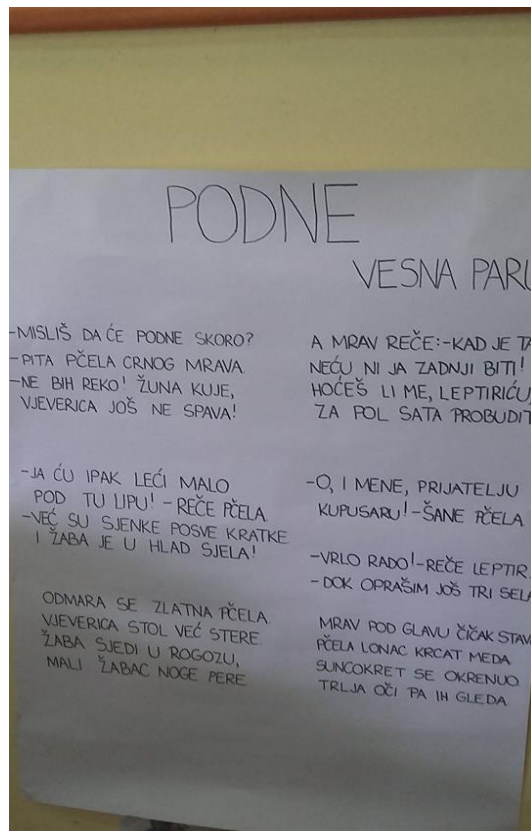 PODNE
VESNA PARU
-MISLIŠ DA ĆE PODNE SKORO?
-PITA PČELA CRNOG MRAVA
-NE BIH REKO! ŽUNA KUJE,
VJEVERICA JOŠ NE SPAVA!
-JA ĆU IPAK LEĆI MALO
POD TU LIPU! - REČE PČELA
-VEĆ SU SJENKE POSVE KRATKE
I ŽABA JE U HLAD SJELA!
ODMARA SE ZLATNA PČELA
VJEVERICA STOL VEĆ STERE
ŽABA SJEDI U ROGOZU,
MALI ŽABAC NOGE PERE
A MRAV REČE:-KAD JE TA
NEĆU NI JA ZADNJI BITI!
HOĆEŠ LI ME, LEPTIRIĆU,
ZA POL SATA PROBUDIT
-O, I MENE, PRIJATELJU
KUPUSARU!-ŠANE PČELA
-VRLO RADO!-REČE LEPTIR.
- DOK OPRAŠIM JOŠ TRI SELA
MRAV POD GLAVU ČIČAK STAV
PČELA LONAC KRCAT MEDA
SUNCOKRET SE OKRENUO
TRLJA OČI PA IH GLEDA